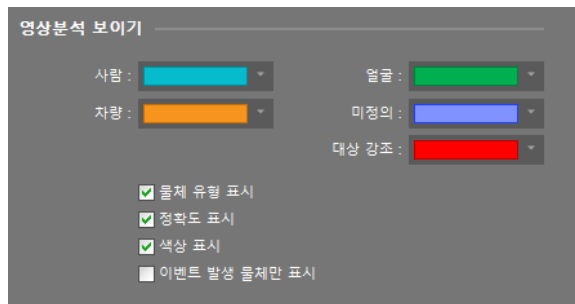 영상분석 보이기
사람 : 얼굴 :
차량 : 미정의 :
대상 강조 :
물체 유형 표시
정확도 표시
색상 표시
이벤트 발생 물체만 표시